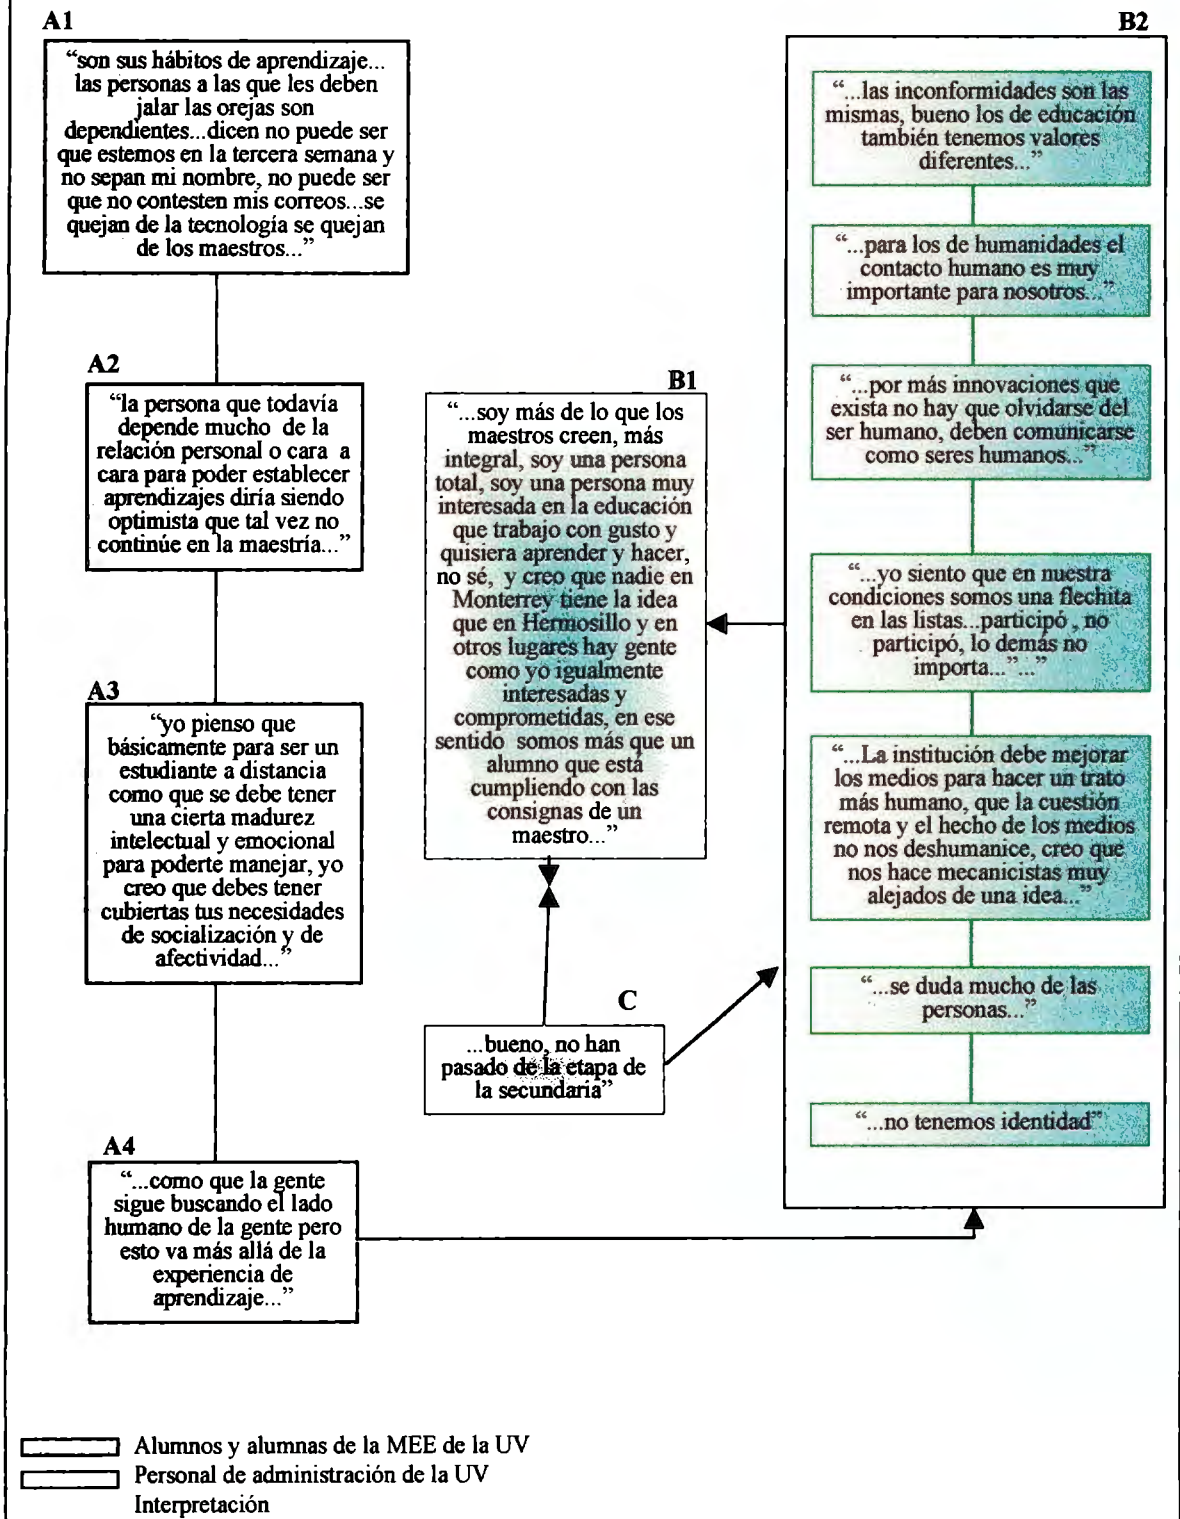 A1
“son sus hábitos de aprendizaje...
las personas a las que les deben
jalar las orejas son
dependientes...dicen no puede ser
que estemos en la tercera semana y
no sepan mi nombre, no puede ser
que no contesten mis correos...se
quejan de la tecnología se quejan
de los maestros...”
A2
“la persona que todavía
depende mucho de la
relación personal o cara a
cara para poder establecer
aprendizajes diría siendo
optimista que tal vez no
continúe en la maestría...”
A3
“yo pienso que
básicamente para ser un
estudiante a distancia
como que se debe tener
una cierta madurez
intelectual y emocional
para poderte manejar, yo
creo que debes tener
cubiertas tus necesidades
de socialización y de
afectividad...”
A4
“...como que la gente
sigue buscando el lado
humano de la gente pero
esto va más allá de la
experiencia de
aprendizaje...”
B1
“...soy más de lo que los
maestros creen, más
integral, soy una persona
total, soy una persona muy
interesada en la educación
que trabajo con gusto y
quisiera aprender y hacer,
no sé, y creo que nadie en
Monterrey tiene la idea
que en Hermosillo y en
otros lugares hay gente
como yo igualmente
interesadas y
comprometidas, en ese
sentido somos más que un
alumno que está
cumpliendo con las
consignas de un
maestro...”
C
...bueno, no han
pasado de la etapa de
la secundaria”
B2
“...las inconformidades son las
mismas, bueno los de educación
también tenemos valores
diferentes...”
“...para los de humanidades el
contacto humano es muy
importante para nosotros...”
“...por más innovaciones que
exista no hay que olvidarse del
ser humano, deben comunicarse
como seres humanos...”
“...yo siento que en nuestra
condiciones somos una flechita
en las listas...participó , no
participó, lo demás no
importa...”...”
“...La institución debe mejorar
los medios para hacer un trato
más humano, que la cuestión
remota y el hecho de los medios
no nos deshumanice, creo que
nos hace mecanicistas muy
alejados de una idea...”
“...se duda mucho de las
personas...”
“...no tenemos identidad”
Alumnos y alumnas de la MEE de la UV
Personal de administración de la UV
Interpretación